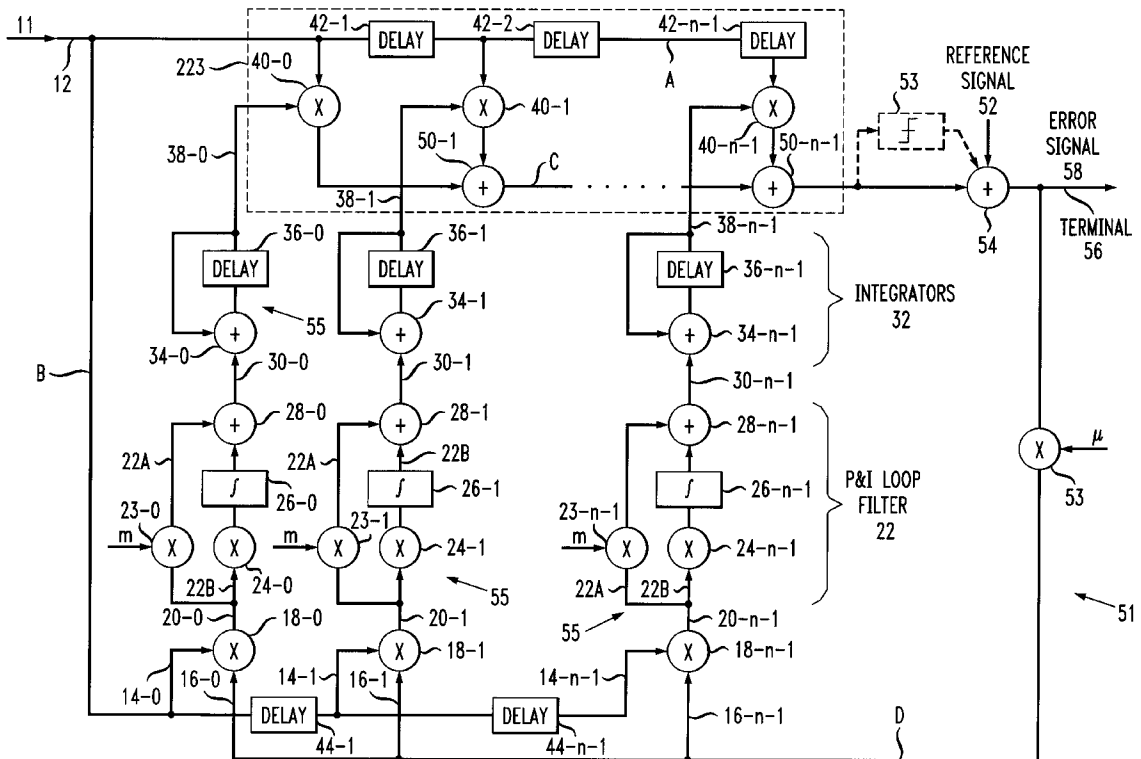 11
12
42-1
42-2
42-n-1
DELAY
DELAY
DELAY
A
223
40-0
X
X
40-1
X
40-n-1
50-1
+
C
50-n-1
+
38-0
38-1
38-n-1
53
REFERENCE
SIGNAL
52
ERROR
SIGNAL
58
+
54
TERMINAL
56
36-0
DELAY
36-1
DELAY
DELAY
36-n-1
INTEGRATORS
32
55
34-0
+
34-1
+
+
34-n-1
30-0
30-1
30-n-1
B
28-0
+
28-1
+
28-n-1
+
22A
22A
22B
∫
26-0
∫
26-1
∫
26-n-1
P&I LOOP
FILTER
22
X
μ
53
23-0
m
X
X
24-0
m
X
23-1
X
24-1
23-n-1
m
X
X
24-n-1
22B
55
22A
22B
55
51
20-0
18-0
X
20-1
X
18-1
20-n-1
X
18-n-1
14-0
16-0
14-1
16-1
14-n-1
16-n-1
DELAY
44-1
DELAY
44-n-1
D